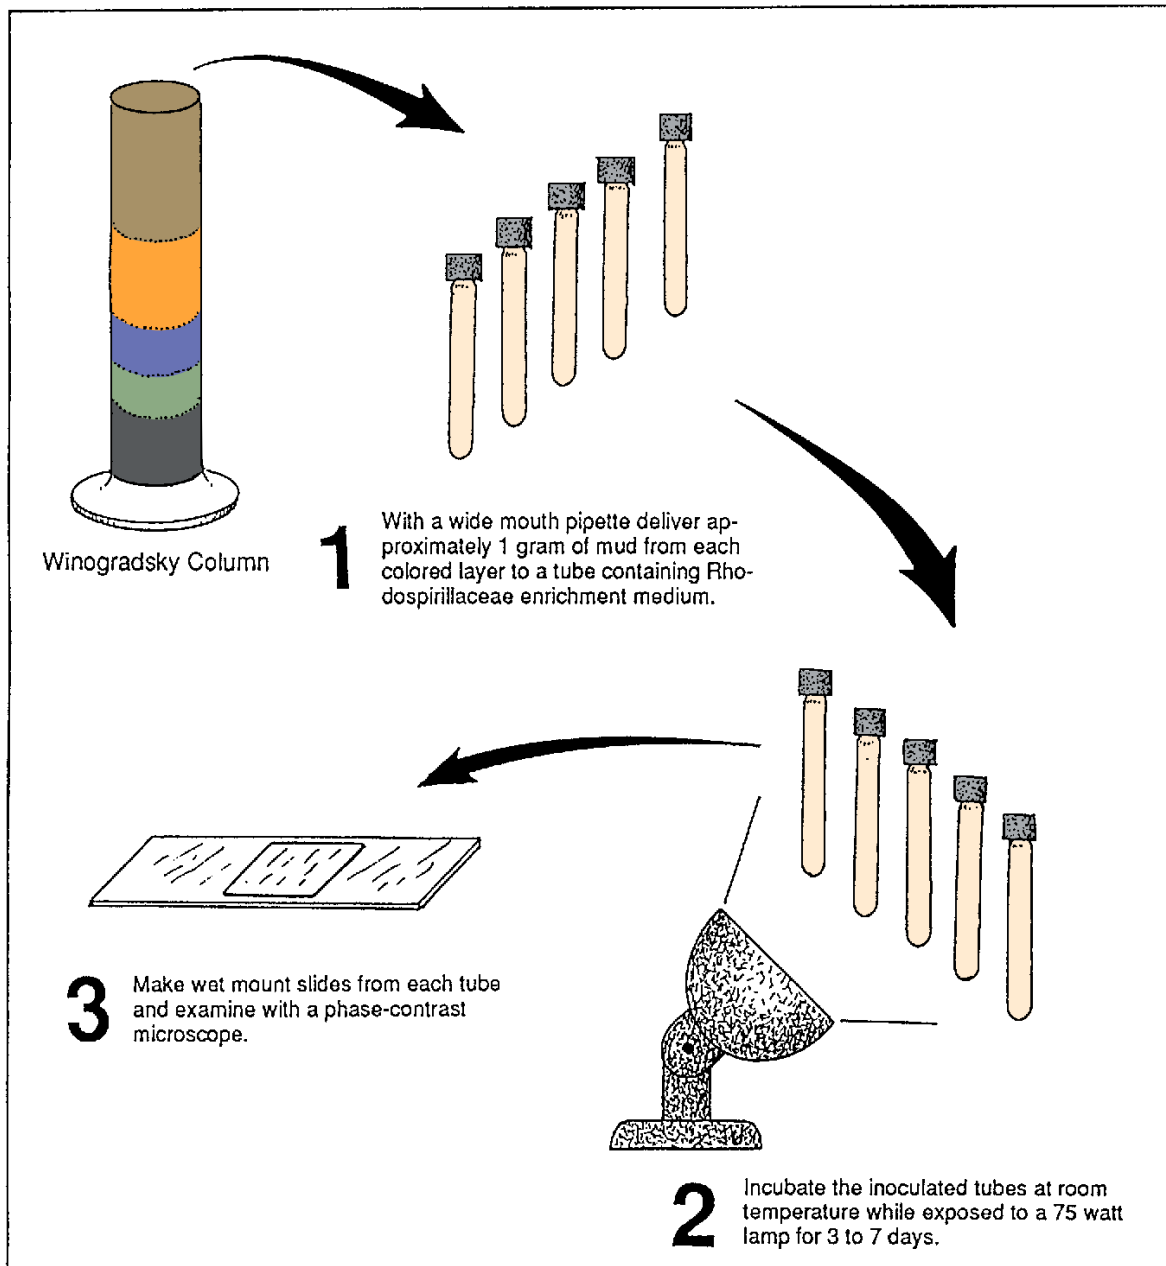 Winogradsky Column
1
With a wide mouth pipette deliver ap-
proximately 1 gram of mud from each
colored layer to a tube containing Rho-
dospirillaceae enrichment medium.
3
Make wet mount slides from each tube
and examine with a phase-contrast
microscope.
2
Incubate the inoculated tubes at room
temperature while exposed to a 75 watt
lamp for 3 to 7 days.